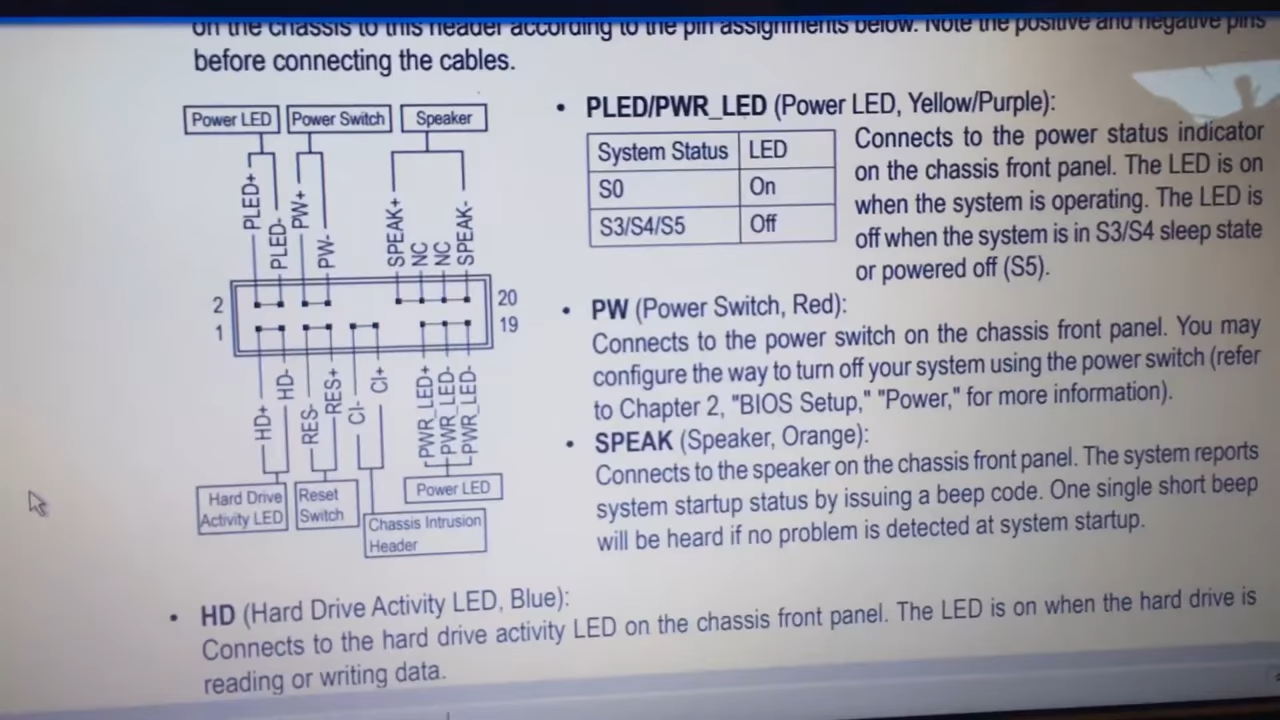 on the chassis to this header according to the pin assignments below. Note the positive and negative pins
before connecting the cables.
Power LED
Power Switch
Speaker
PLED+
PLED-
PW+
PW-
SPEAK+
NC
NC
SPEAK-
2
20
1
19
HD+
HD-
RES-
RES+
CI-
CI+
PWR_LED+
PWR_LED-
PWR_LED-
Hard Drive
Activity LED
Reset
Switch
Chassis Intrusion
Header
Power LED
• PLED/PWR_LED (Power LED, Yellow/Purple):
System Status LED
S0 On
S3/S4/S5 Off
Connects to the power status indicator
on the chassis front panel. The LED is on
when the system is operating. The LED is
off when the system is in S3/S4 sleep state
or powered off (S5).
• PW (Power Switch, Red):
Connects to the power switch on the chassis front panel. You may
configure the way to turn off your system using the power switch (refer
to Chapter 2, "BIOS Setup," "Power," for more information).
• SPEAK (Speaker, Orange):
Connects to the speaker on the chassis front panel. The system reports
system startup status by issuing a beep code. One single short beep
will be heard if no problem is detected at system startup.
• HD (Hard Drive Activity LED, Blue):
Connects to the hard drive activity LED on the chassis front panel. The LED is on when the hard drive is
reading or writing data.